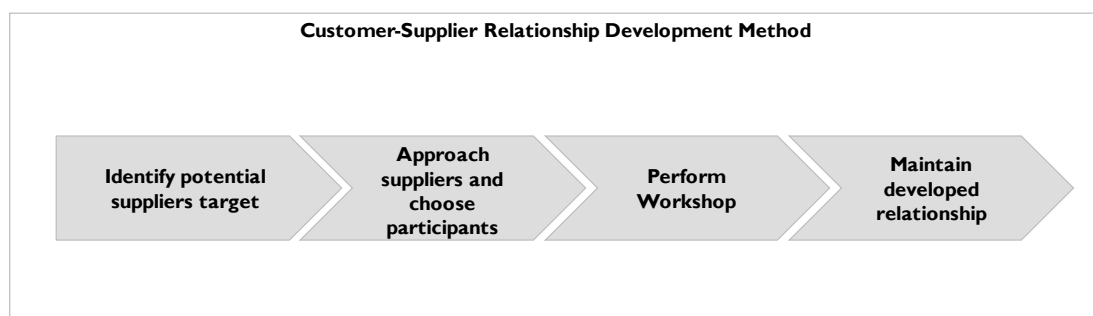 Customer-Supplier Relationship Development Method
Identify potential
suppliers target
Approach
suppliers and
choose
participants
Perform
Workshop
Maintain
developed
relationship